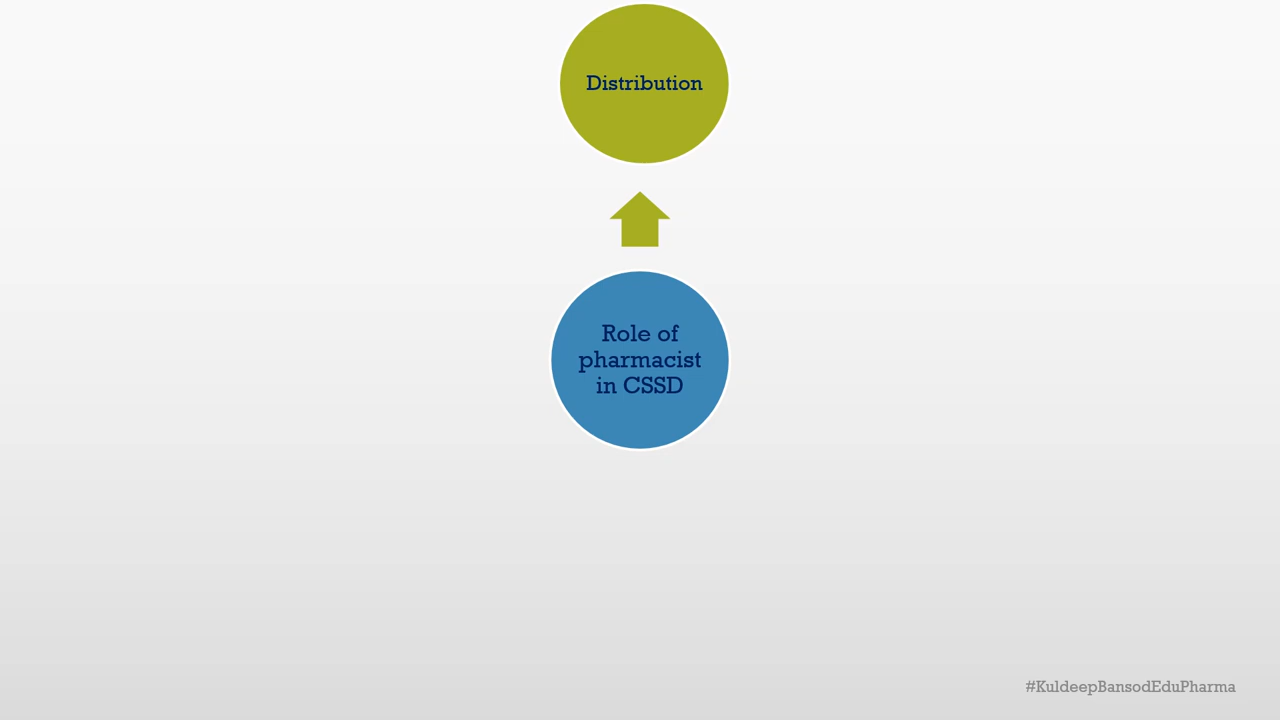 Distribution
Role of
pharmacist
in CSSD
#KuldeepBansodEduPharma